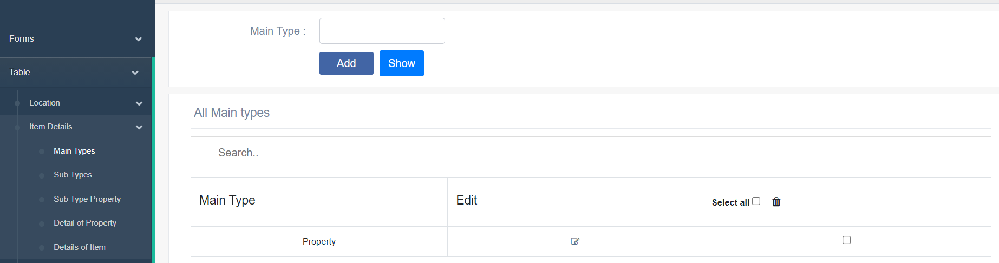 Forms
Table
Location
Item Details
Main Types
Sub Types
Sub Type Property
Detail of Property
Details of Item
Main Type :
Add Show
All Main types
Search..
Main Type Edit Select all
Property